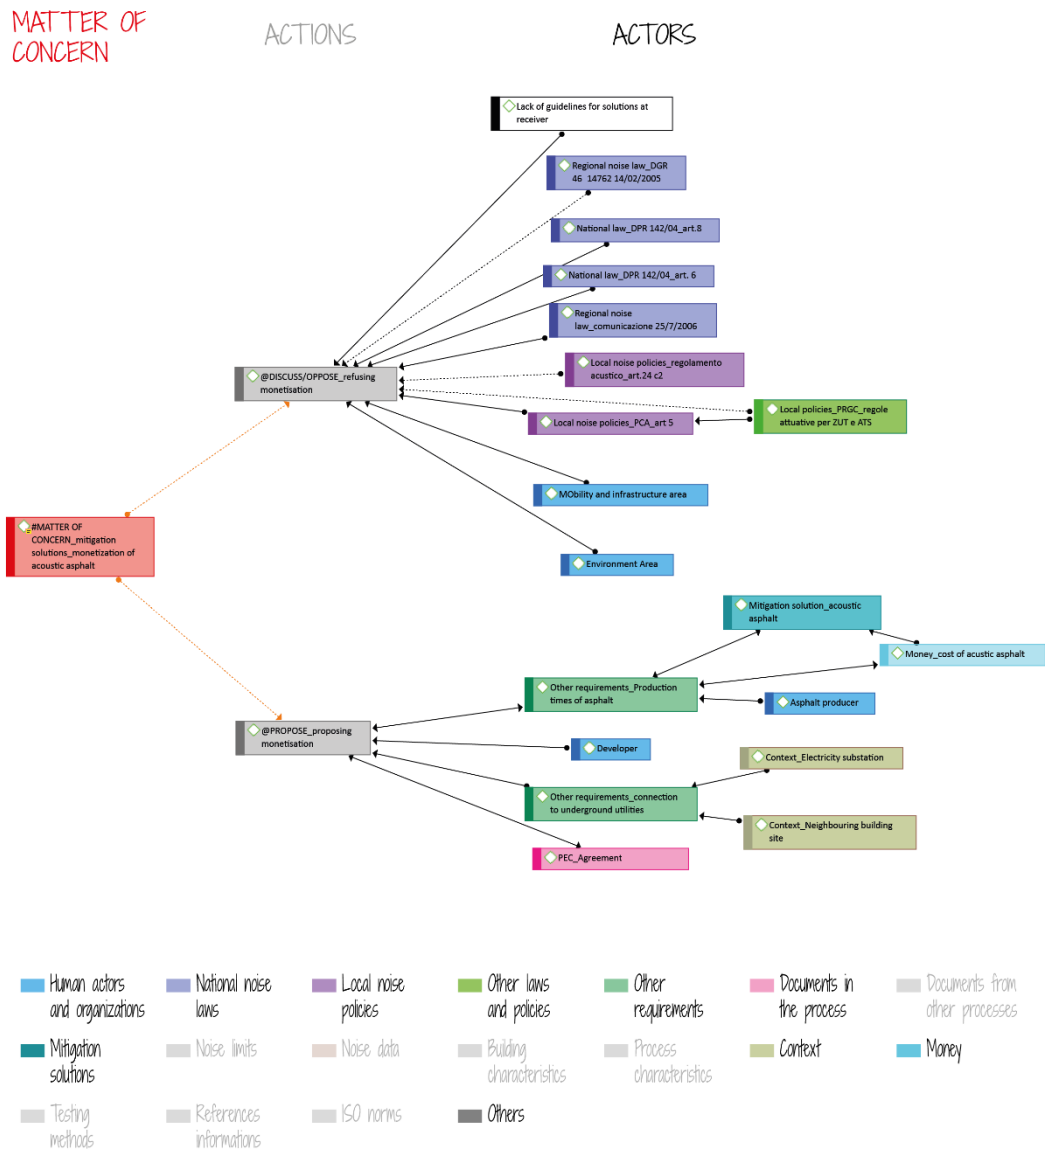 MATTER OF
CONCERN
ACTIONS
ACTORS
Lack of guidelines for solutions at
receiver
Regional noise law_DGR
46 14762 14/02/2005
National law_DPR 142/04_art.8
National law_DPR 142/04_art. 6
Regional noise
law_comunicazione 25/7/2006
@DISCUSS/OPPOSE_refusing
monetisation
Local noise policies_regolamento
acustico_art.24 c2
Local policies_PRGC_regole
attuative per ZUT e ATS
Local noise policies_PCA_art 5
MObility and infrastructure area
#MATTER OF
CONCERN_mitigation
solutions_monetization of
acoustic asphalt
Environment Area
Mitigation solution_acoustic
asphalt
Money_cost of acustic asphalt
Other requirements_Production
times of asphalt
Asphalt producer
@PROPOSE_proposing
monetisation
Developer
Context_Electricity substation
Other requirements_connection
to underground utilities
Context_Neighbouring building
site
PEC_Agreement
Human actors
and organizations
National noise
laws
Local noise
policies
Other laws
and policies
Other
requirements
Documents in
the process
Documents from
other processes
Mitigation
solutions
Noise limits
Noise data
Building
characteristics
Process
characteristics
Context
Money
Testing
methods
References
informations
ISO norms
Others